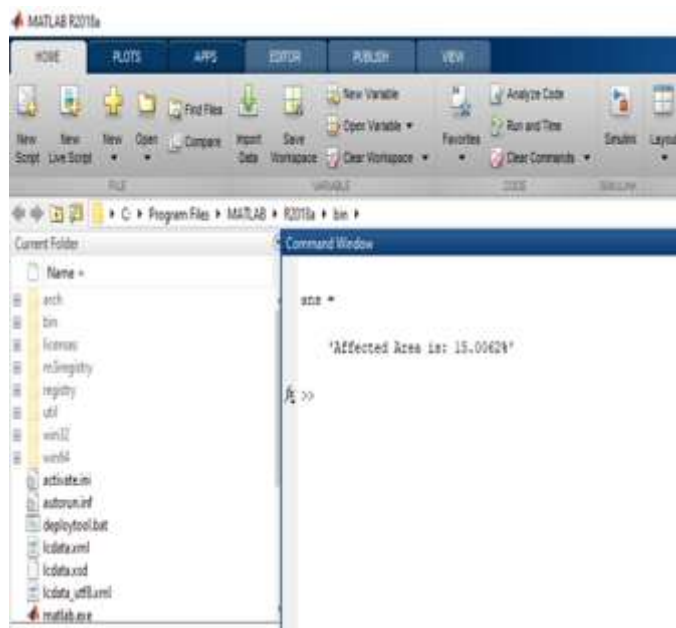 MATLAB R2018a
HOME PLOTS APPS EDITOR PUBLISH VIEW
New Script
New Live Script
New
Open
Find Files
Compare
Import Data
Save Workspace
New Variable
Open Variable
Clear Workspace
Favorites
Analyze Code
Run and Time
Clear Commands
Simulink
Layout
FILE VARIABLE CODE SIMULINK
C: Program Files MATLAB R2018a bin
Current Folder
Command Window
Name
arch
bin
licenses
m3iregistry
registry
util
win32
win64
activate.ini
autorun.inf
deploytool.bat
lcdata.xml
lcdata.xsd
lcdata_utf8.xml
matlab.exe
ans =
'Affected Area is: 15.0062%'
fx >>